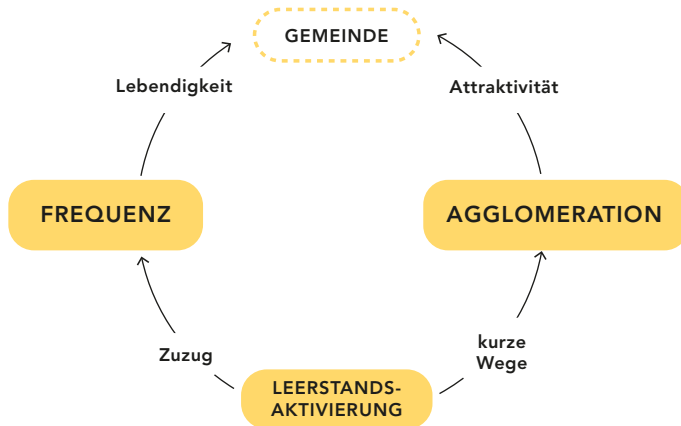 GEMEINDE
Lebendigkeit
Attraktivität
FREQUENZ
AGGLOMERATION
Zuzug
kurze
Wege
LEERSTANDS-
AKTIVIERUNG